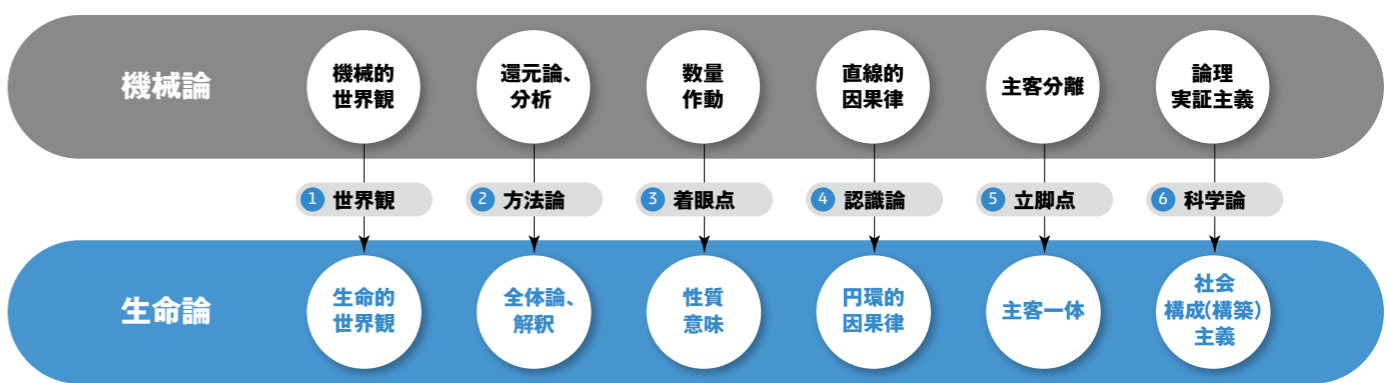 機械論
機械的
世界観
還元論、
分析
数量
作動
直線的
因果律
主客分離
論理
実証主義
1 世界観
2 方法論
3 着眼点
4 認識論
5 立脚点
6 科学論
生命論
生命的
世界観
全体論、
解釈
性質
意味
円環的
因果律
主客一体
社会
構成(構築)
主義